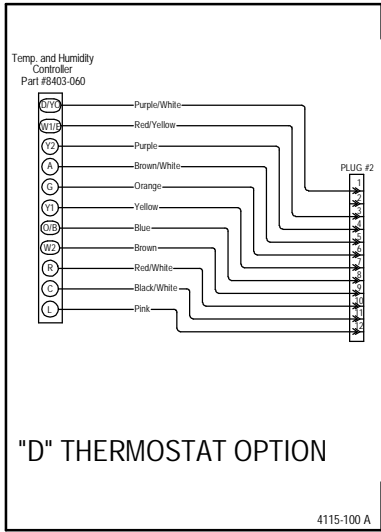 Temp. and Humidity
Controller
Part #8403-060
D/YO Purple/White
W1/E Red/Yellow
Y2 Purple
A Brown/White
G Orange
Y1 Yellow
O/B Blue
W2 Brown
R Red/White
C Black/White
L Pink
PLUG #2
1
2
3
4
5
6
7
8
9
10
11
12
"D" THERMOSTAT OPTION
4115-100 A